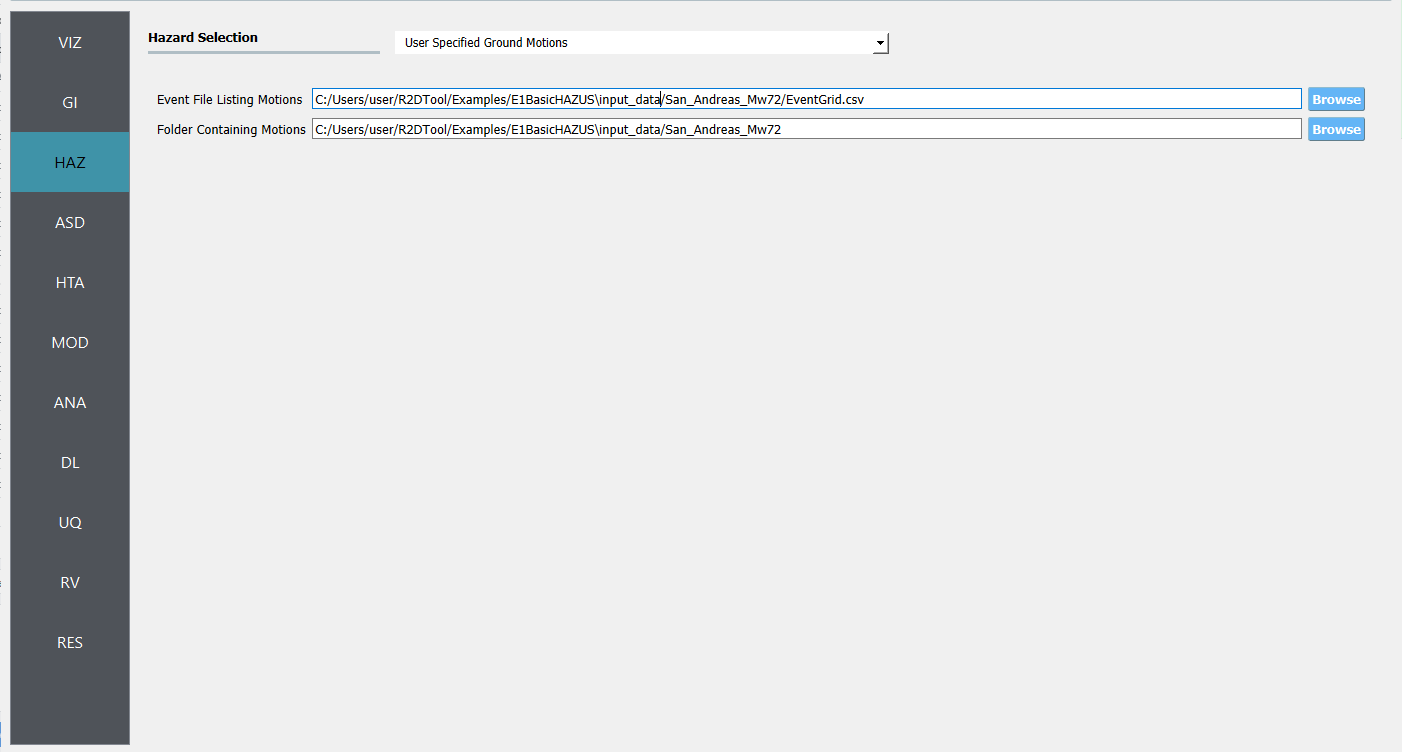 VIZ
GI
HAZ
ASD
HTA
MOD
ANA
DL
UQ
RV
RES
Hazard Selection
User Specified Ground Motions
Event File Listing Motions C:/Users/user/R2DTool/Examples/E1BasicHAZUS\input_data/San_Andreas_Mw72/EventGrid.csv Browse
Folder Containing Motions C:/Users/user/R2DTool/Examples/E1BasicHAZUS\input_data/San_Andreas_Mw72 Browse